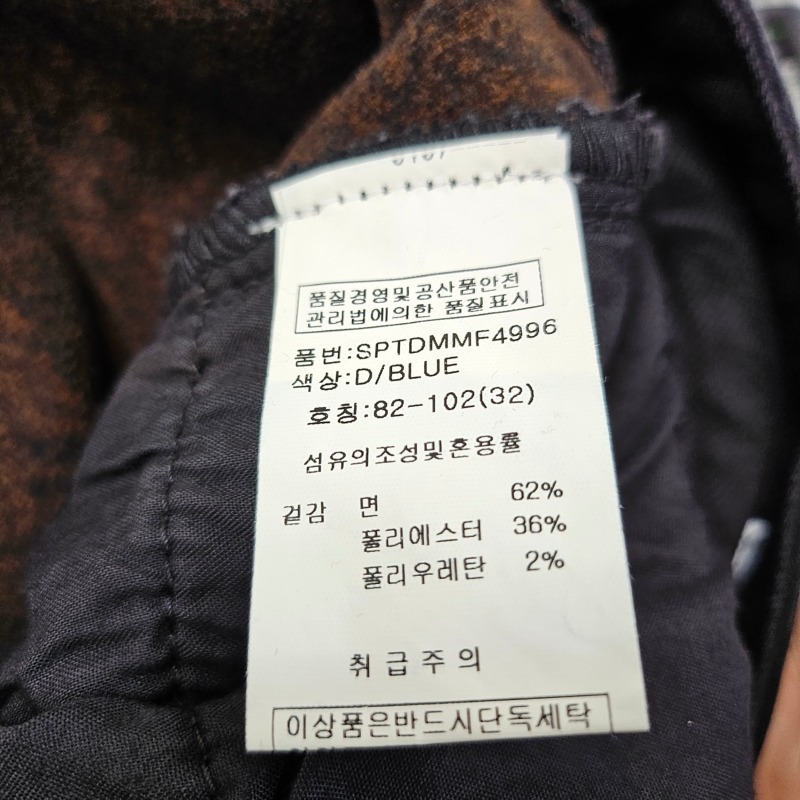 품질경영및공산품안전
관리법에의한 품질표시
품번:SPTDMMF4996
색상:D/BLUE
호칭:82-102(32)
섬유의조성및혼용률
겉감 면 62%
폴리에스터 36%
폴리우레탄 2%
취급주의
이상품은반드시단독세탁